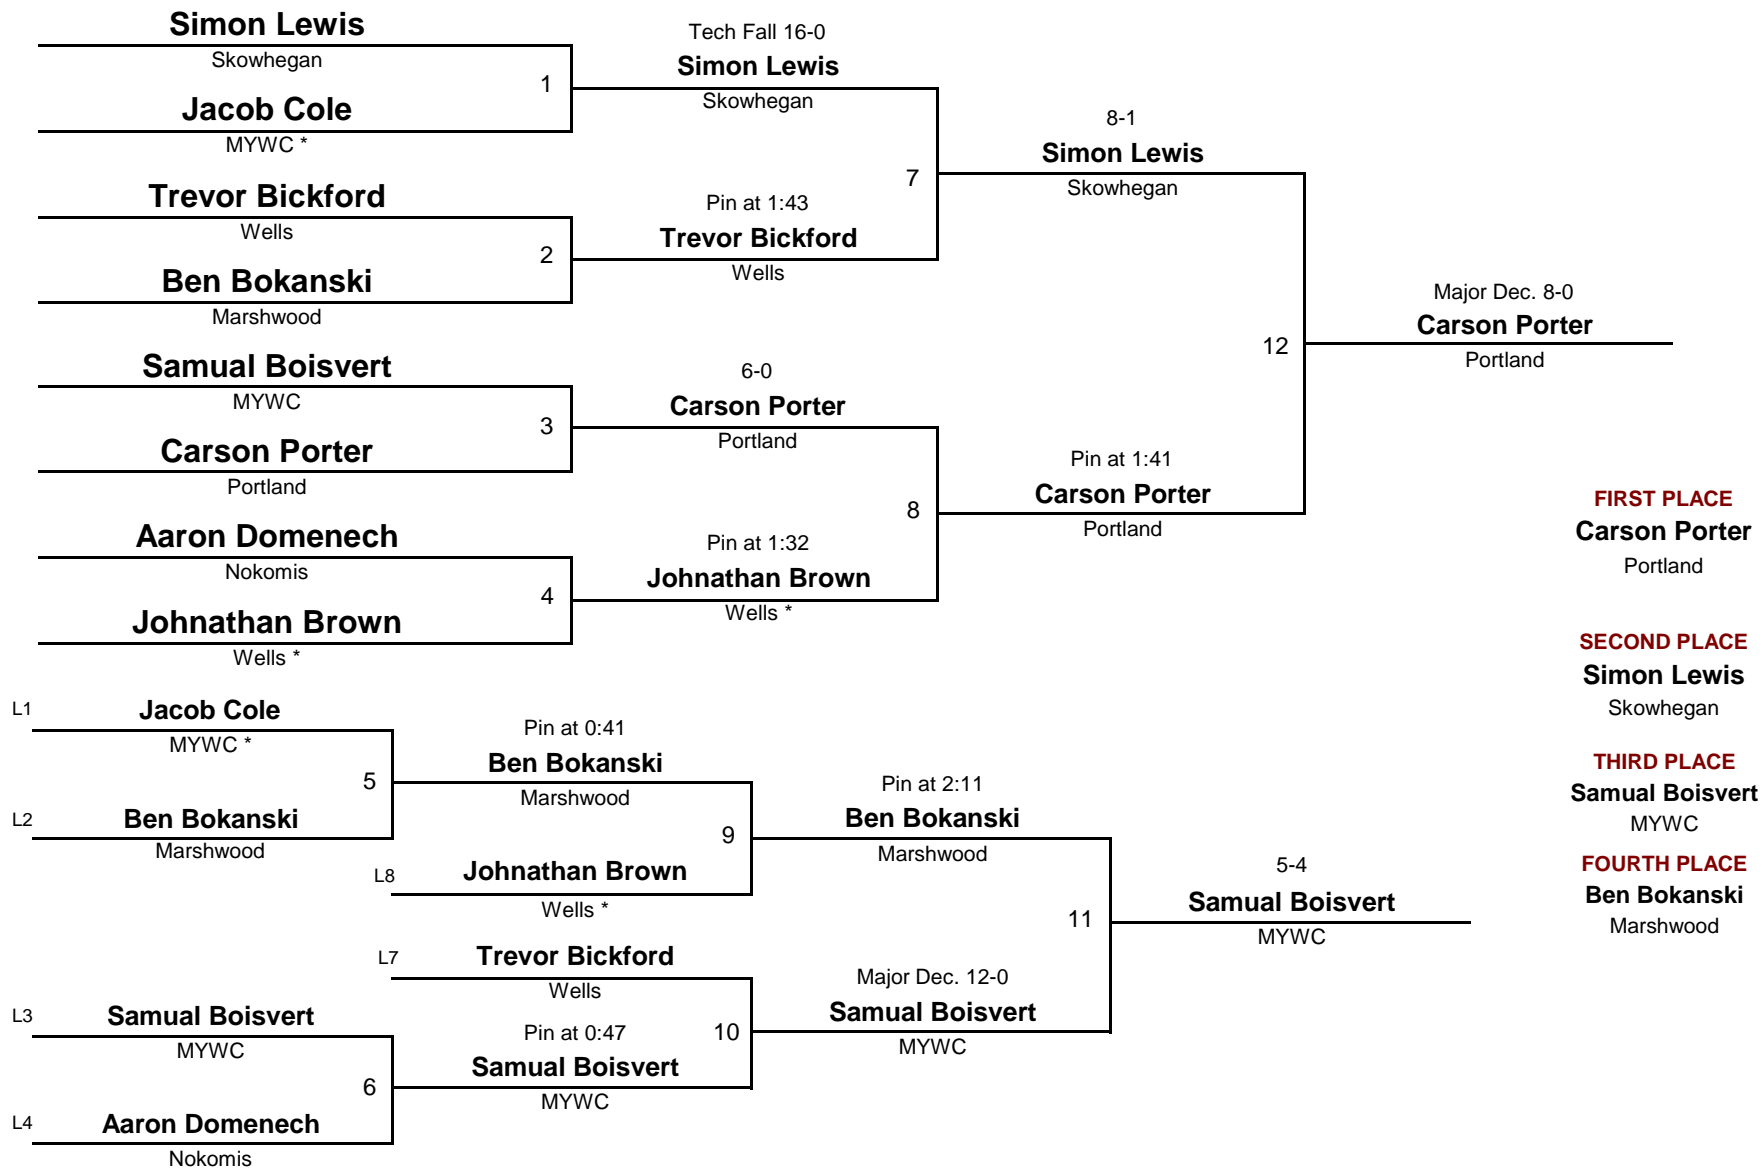 Simon Lewis
Skowhegan
1
Jacob Cole
MYWC *
Trevor Bickford
Wells
2
Ben Bokanski
Marshwood
Samual Boisvert
MYWC
3
Carson Porter
Portland
Aaron Domenech
Nokomis
4
Johnathan Brown
Wells *
Tech Fall 16-0
Simon Lewis
Skowhegan
7
Pin at 1:43
Trevor Bickford
Wells
6-0
Carson Porter
Portland
8
Pin at 1:32
Johnathan Brown
Wells *
8-1
Simon Lewis
Skowhegan
12
Pin at 1:41
Carson Porter
Portland
Major Dec. 8-0
Carson Porter
Portland
L1 Jacob Cole
MYWC *
5
L2 Ben Bokanski
Marshwood
L3 Samual Boisvert
MYWC
6
L4 Aaron Domenech
Nokomis
Pin at 0:41
Ben Bokanski
Marshwood
9
L8 Johnathan Brown
Wells *
L7 Trevor Bickford
Wells
Pin at 0:47 10
Samual Boisvert
MYWC
Pin at 2:11
Ben Bokanski
Marshwood
11
Major Dec. 12-0
Samual Boisvert
MYWC
5-4
Samual Boisvert
MYWC
FIRST PLACE
Carson Porter
Portland
SECOND PLACE
Simon Lewis
Skowhegan
THIRD PLACE
Samual Boisvert
MYWC
FOURTH PLACE
Ben Bokanski
Marshwood